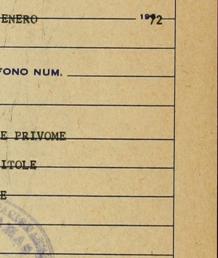 ENERO 1972
FONO NUM.
E PRIVOME
ITOLE
E